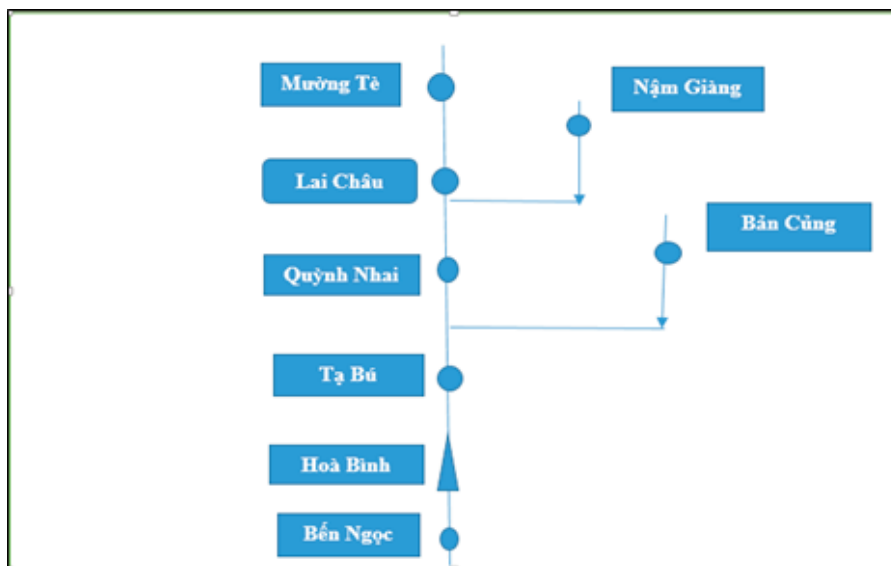 Mường Tè
Nậm Giàng
Lai Châu
Bản Củng
Quỳnh Nhai
Tạ Bú
Hoà Bình
Bến Ngọc